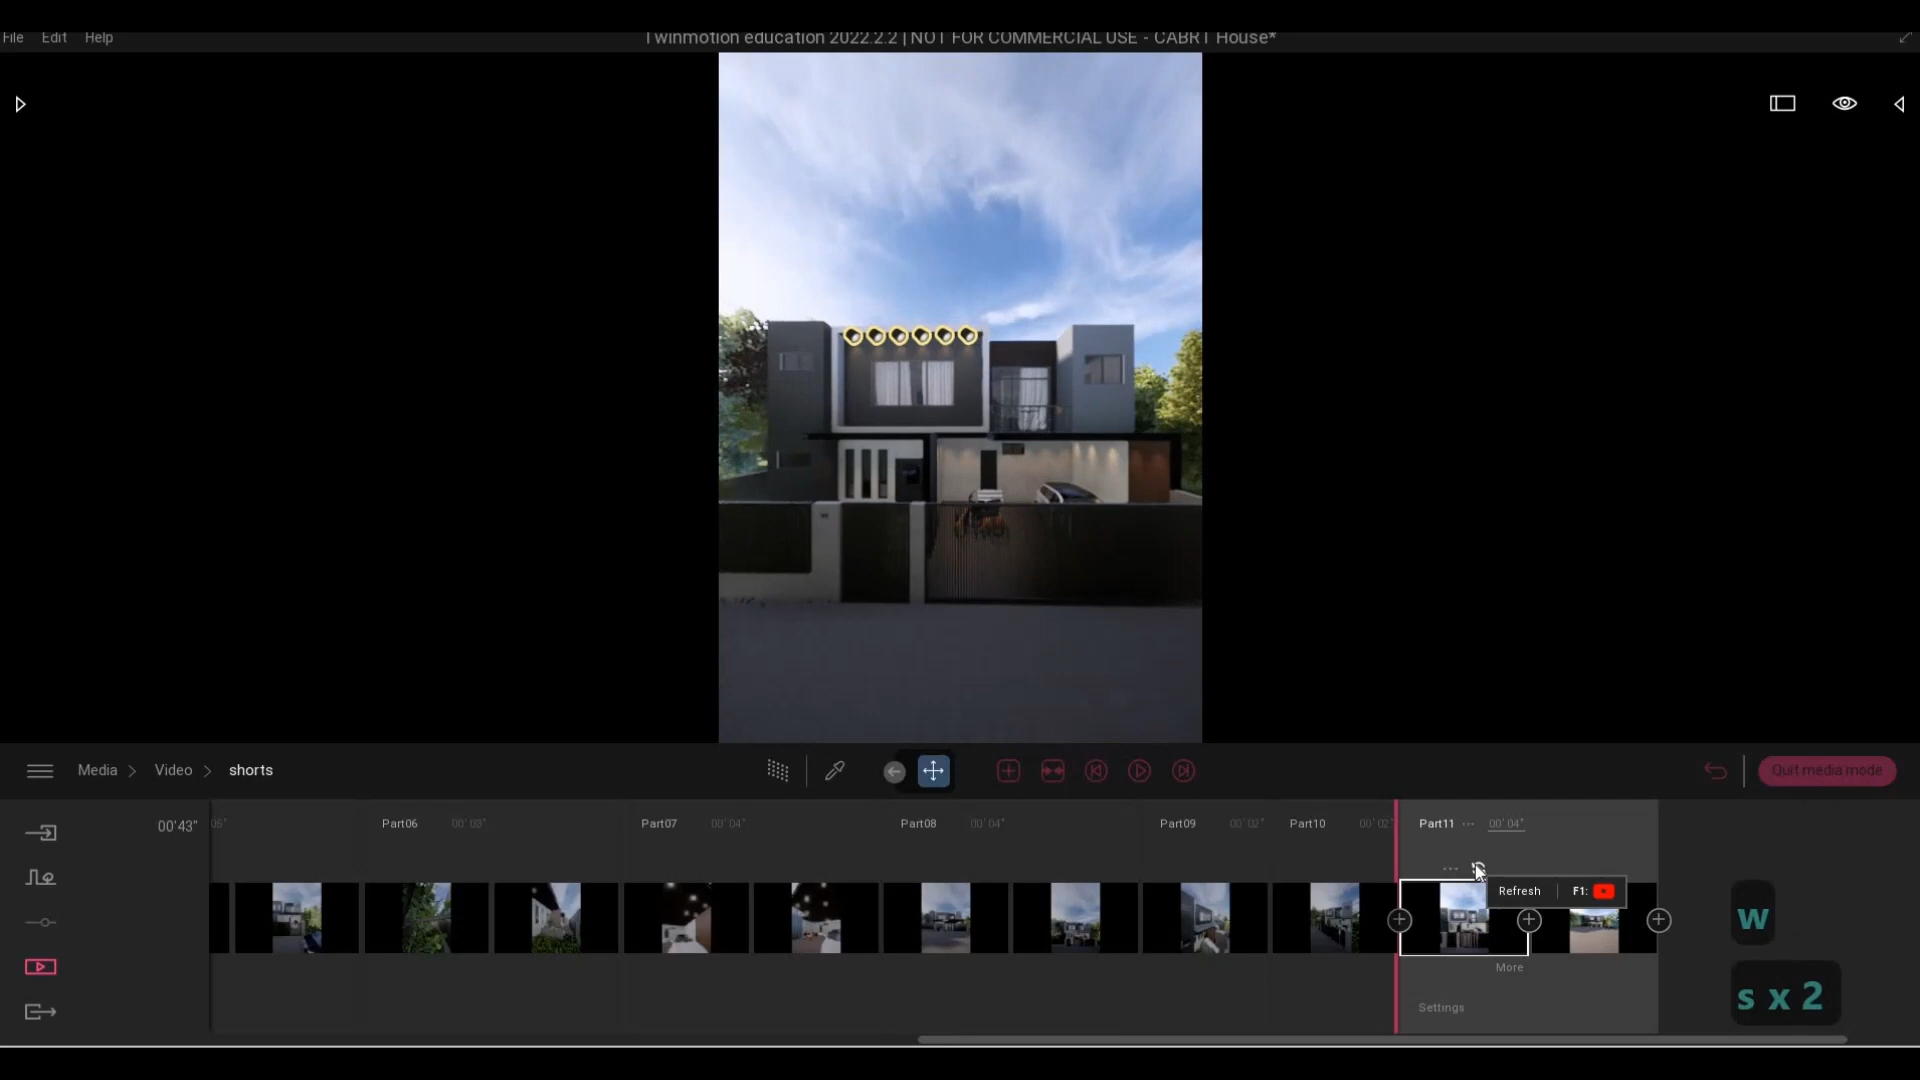 File Edit Help
Twinmotion education 2022.2.2 | NOT FOR COMMERCIAL USE - CABRT House*
Media Video shorts
Quit media mode
00'43"
05" Part06 00'03" Part07 00'04" Part08 00'04" Part09 00'02" Part10 00'02" Part11 ... 00'04"
...
Refresh F1:
More
Settings
w
s x 2